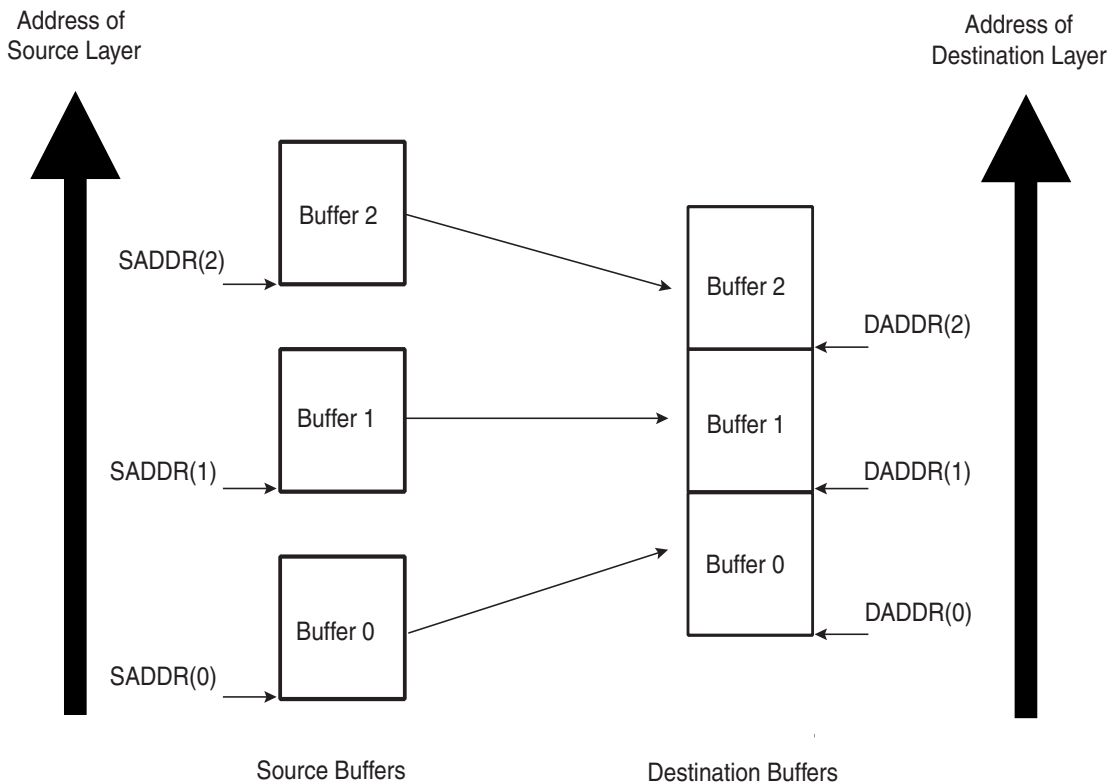 Address of
Source Layer
Address of
Destination Layer
Buffer 2
SADDR(2)
Buffer 2
DADDR(2)
Buffer 1
Buffer 1
SADDR(1)
DADDR(1)
Buffer 0
DADDR(0)
Buffer 0
SADDR(0)
Source Buffers
Destination Buffers